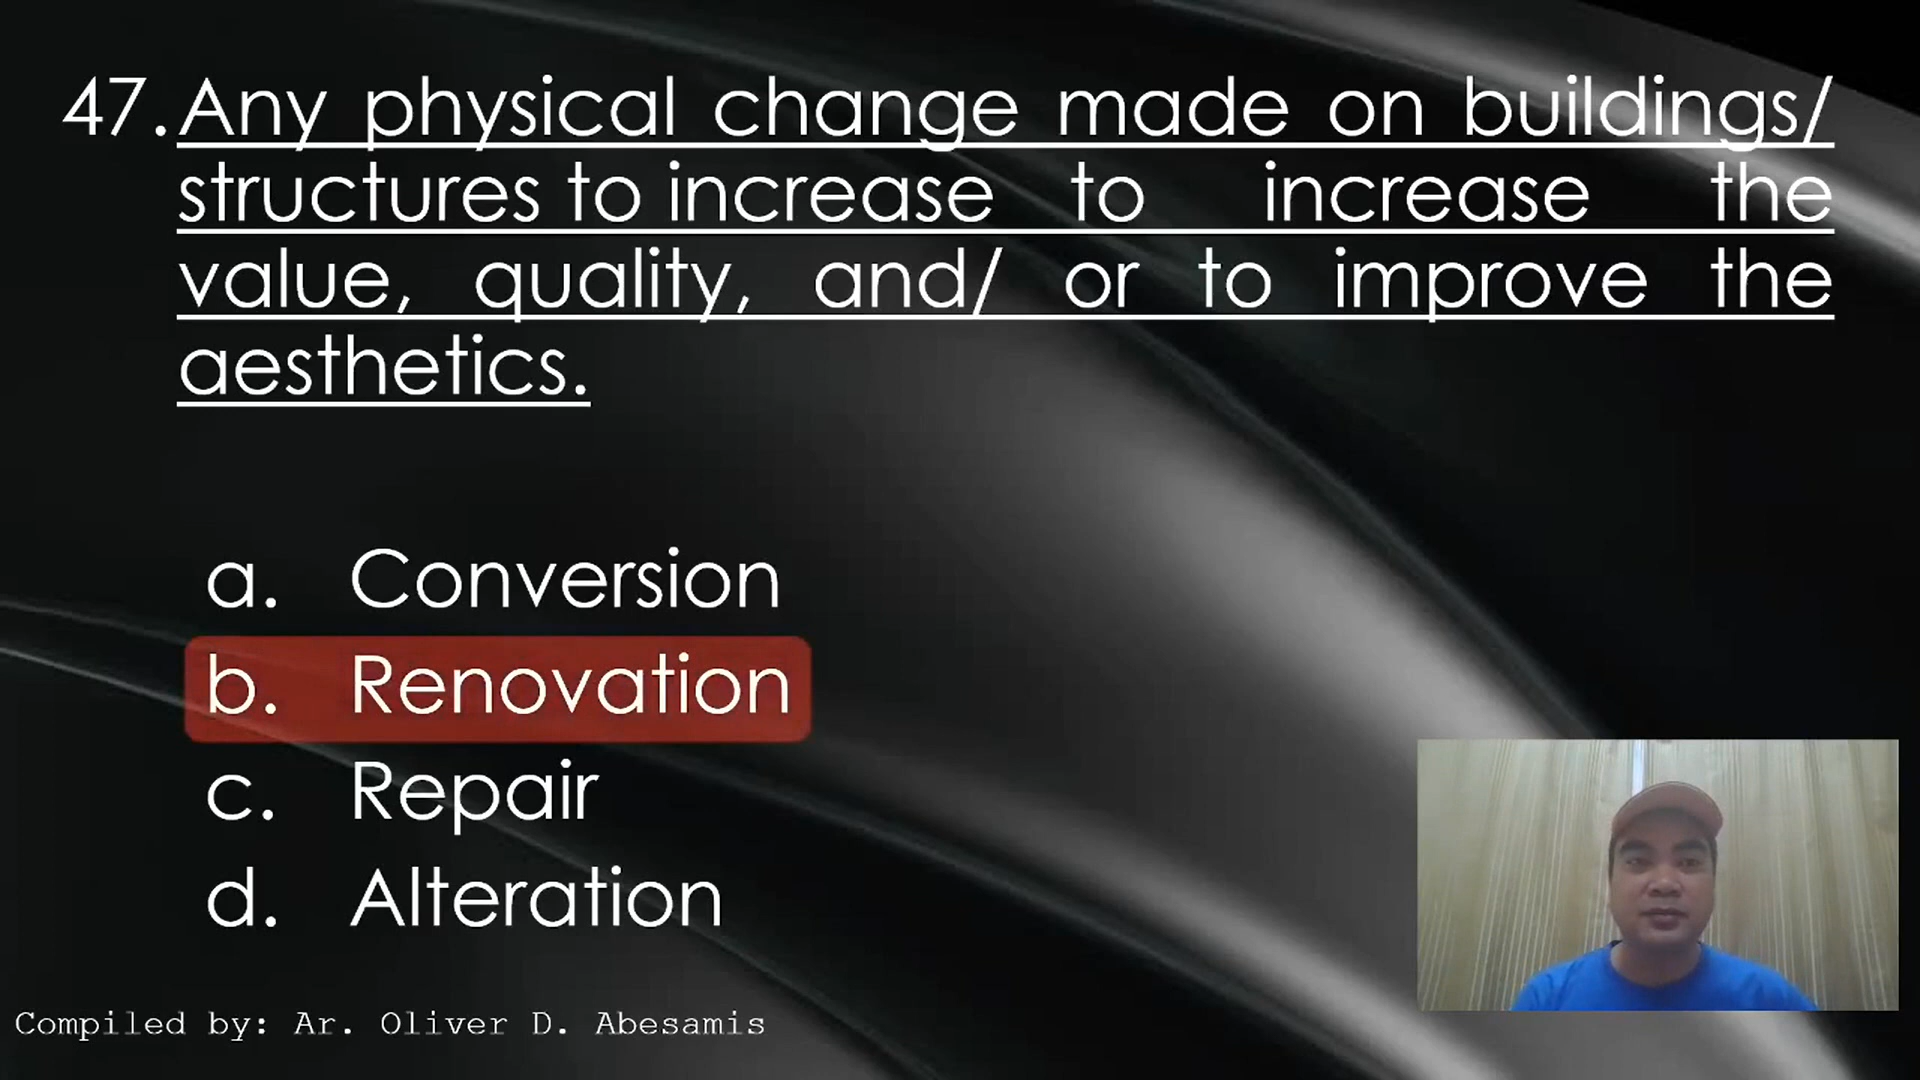 47. Any physical change made on buildings/
structures to increase to increase the
value, quality, and/ or to improve the
aesthetics.
a. Conversion
b. Renovation
c. Repair
d. Alteration
Compiled by: Ar. Oliver D. Abesamis